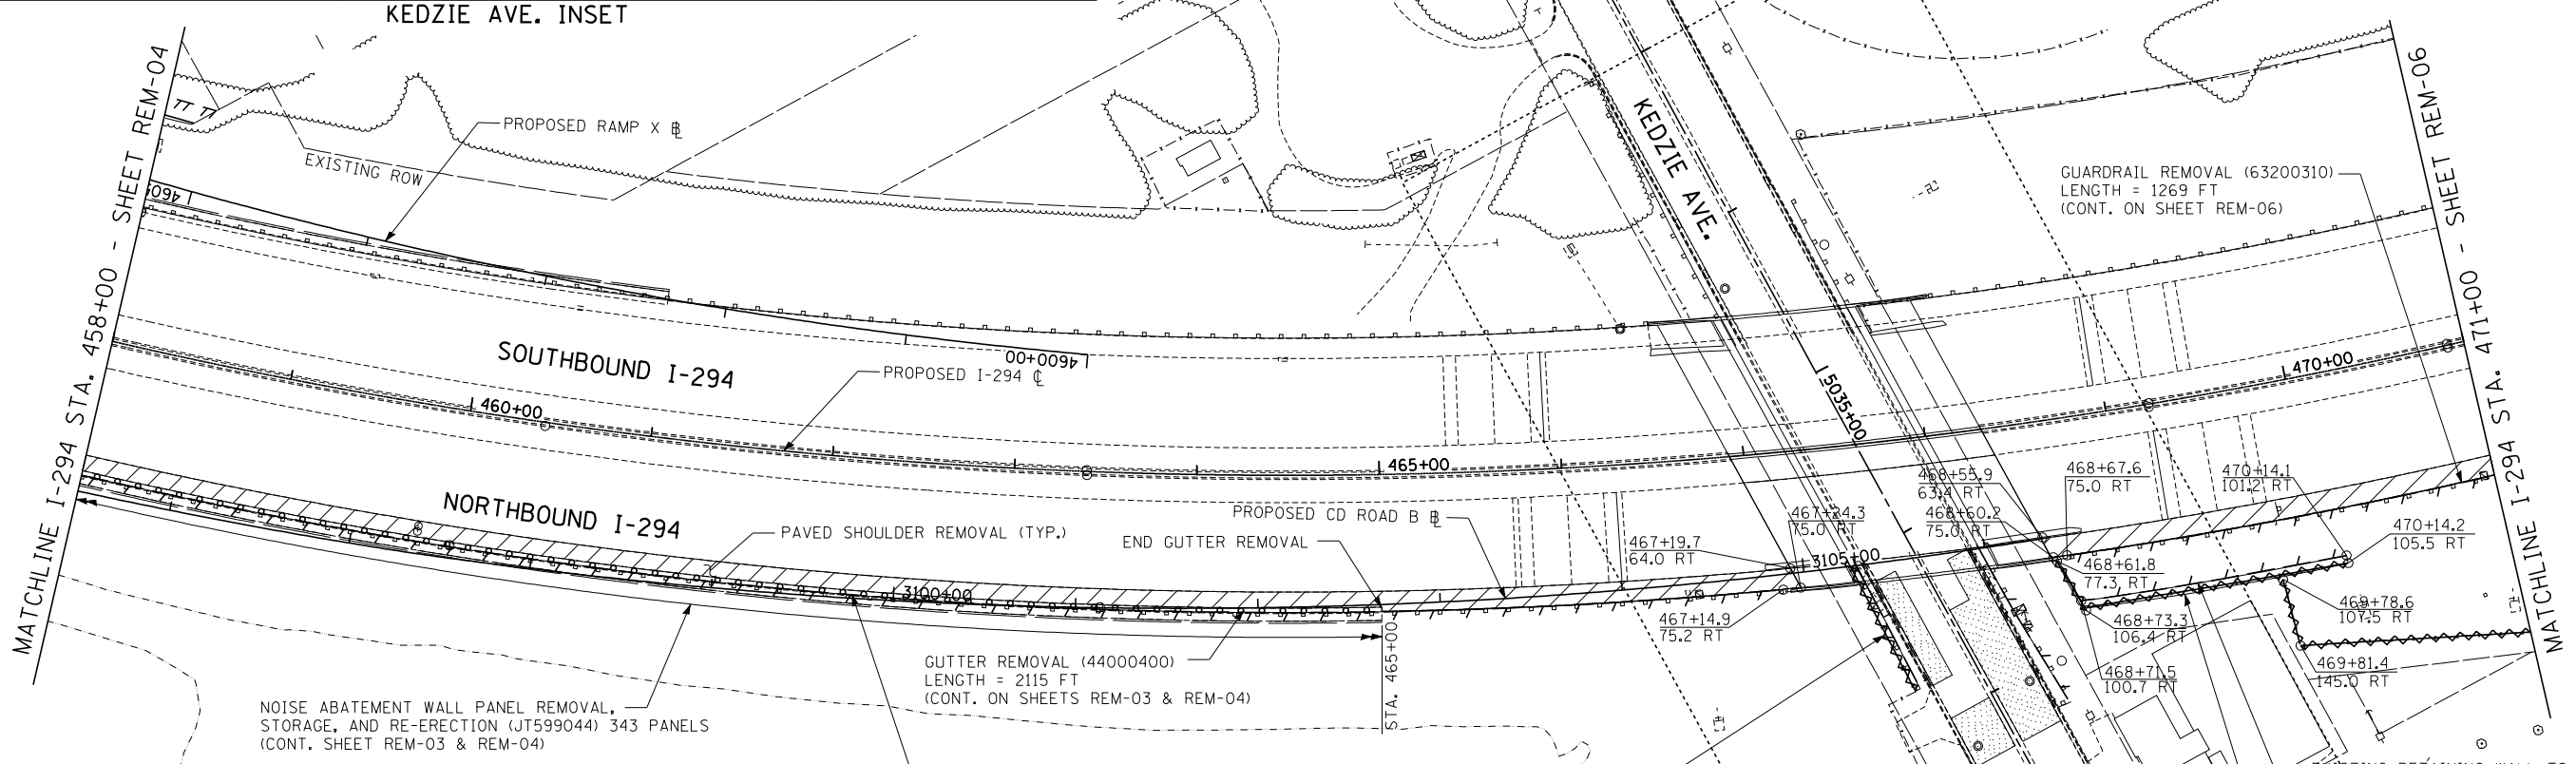 KEDZIE AVE. INSET
MATCHLINE I-294 STA. 458+00 - SHEET REM-04
PROPOSED RAMP X ⅊
EXISTING ROW
KEDZIE AVE.
GUARDRAIL REMOVAL (63200310)
LENGTH = 1269 FT
(CONT. ON SHEET REM-06)
MATCHLINE I-294 STA. 471+00 - SHEET REM-06
SOUTHBOUND I-294
4600+00
PROPOSED I-294 ℄
460+00
465+00
5035+00
470+00
NORTHBOUND I-294
PAVED SHOULDER REMOVAL (TYP.)
PROPOSED CD ROAD B ⅊
END GUTTER REMOVAL
3100+00
3105+00
467+19.7
64.0 RT
467+24.3
75.0 RT
468+55.9
63.4 RT
468+60.2
75.0 RT
468+67.6
75.0 RT
470+14.1
101.2 RT
470+14.2
105.5 RT
467+14.9
75.2 RT
468+61.8
77.3 RT
468+73.3
106.4 RT
468+71.5
100.7 RT
469+78.6
107.5 RT
469+81.4
145.0 RT
STA. 465+00
GUTTER REMOVAL (44000400)
LENGTH = 2115 FT
(CONT. ON SHEETS REM-03 & REM-04)
NOISE ABATEMENT WALL PANEL REMOVAL,
STORAGE, AND RE-ERECTION (JT599044) 343 PANELS
(CONT. SHEET REM-03 & REM-04)